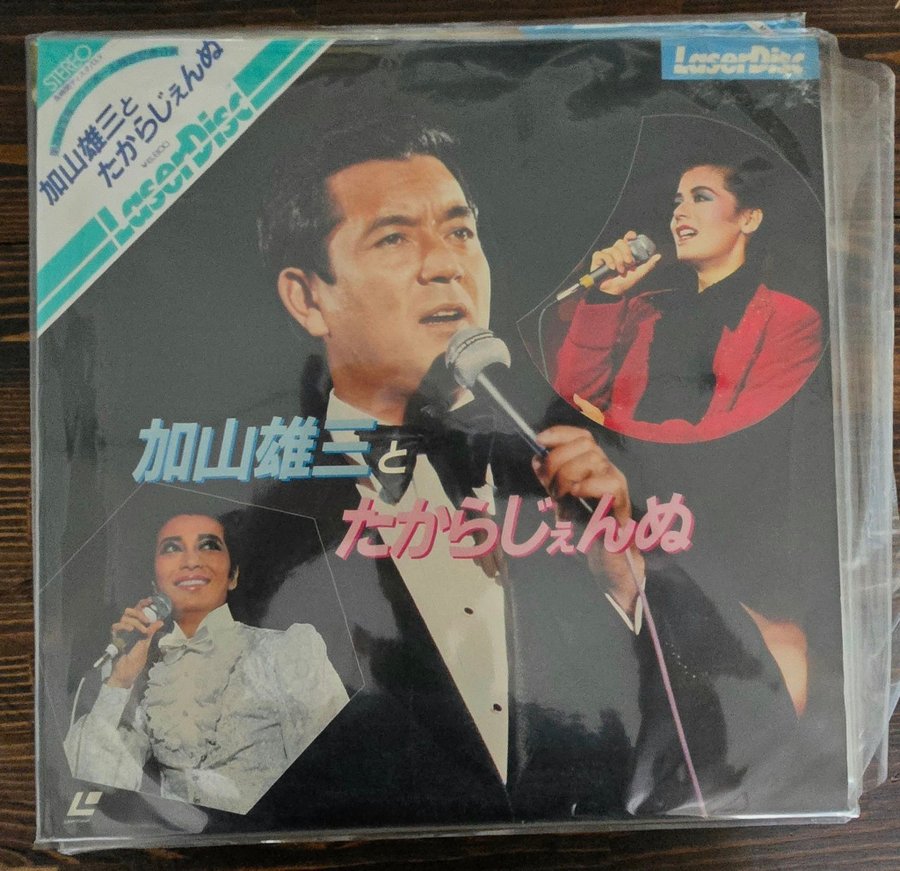 STEREO
加山雄三と
たからじぇんぬ
LaserDisc
LaserDisc
加山雄三と
たからじぇんぬ